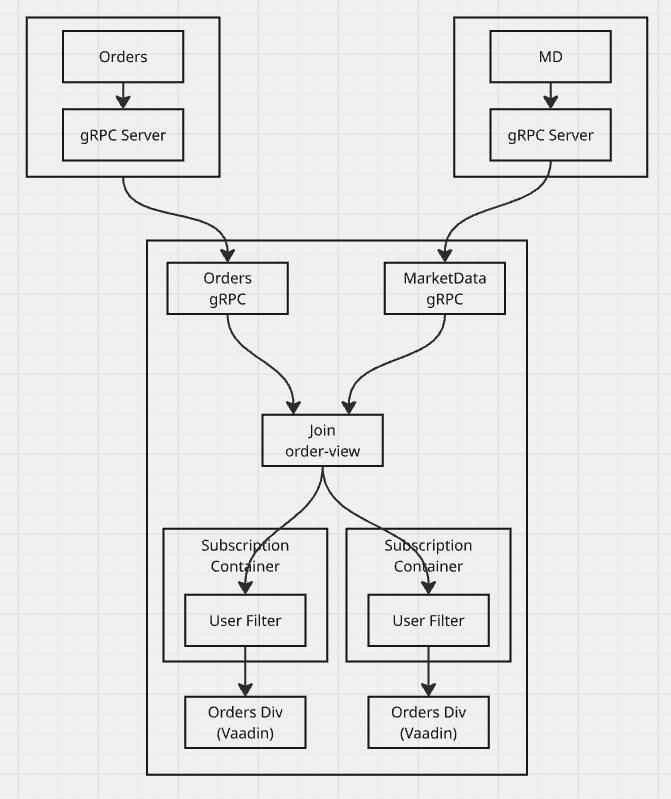 Orders
gRPC Server
MD
gRPC Server
Orders
gRPC
MarketData
gRPC
Join
order-view
Subscription
Container
User Filter
Orders Div
(Vaadin)
Subscription
Container
User Filter
Orders Div
(Vaadin)